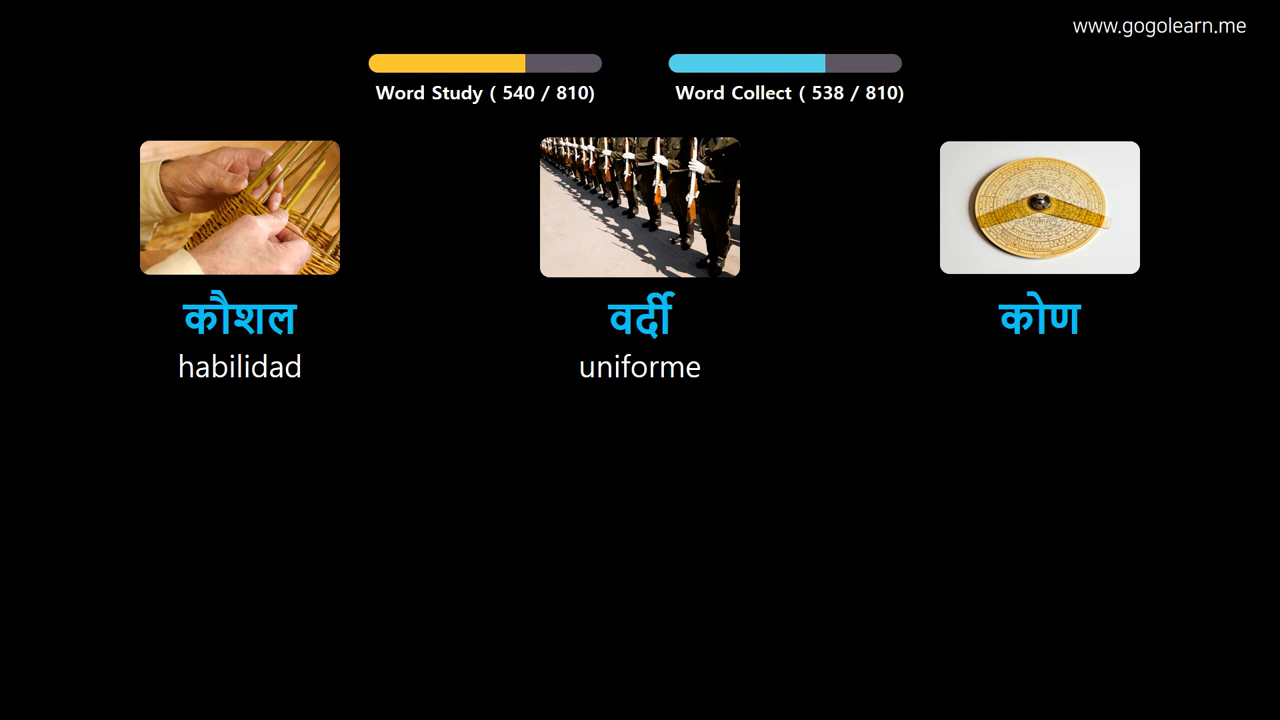 www.gogolearn.me
Word Study ( 540 / 810)
Word Collect ( 538 / 810)
कौशल
वर्दी
कोण
habilidad
uniforme